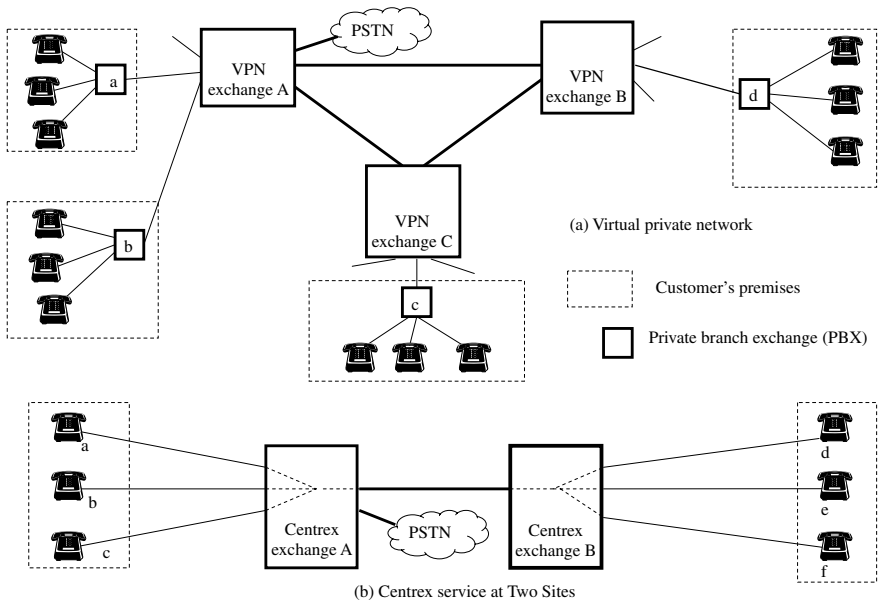 PSTN
VPN
exchange A
VPN
exchange B
a
d
b
VPN
exchange C
(a) Virtual private network
Customer's premises
c
Private branch exchange (PBX)
a
b
c
Centrex
exchange A
PSTN
Centrex
exchange B
d
e
f
(b) Centrex service at Two Sites